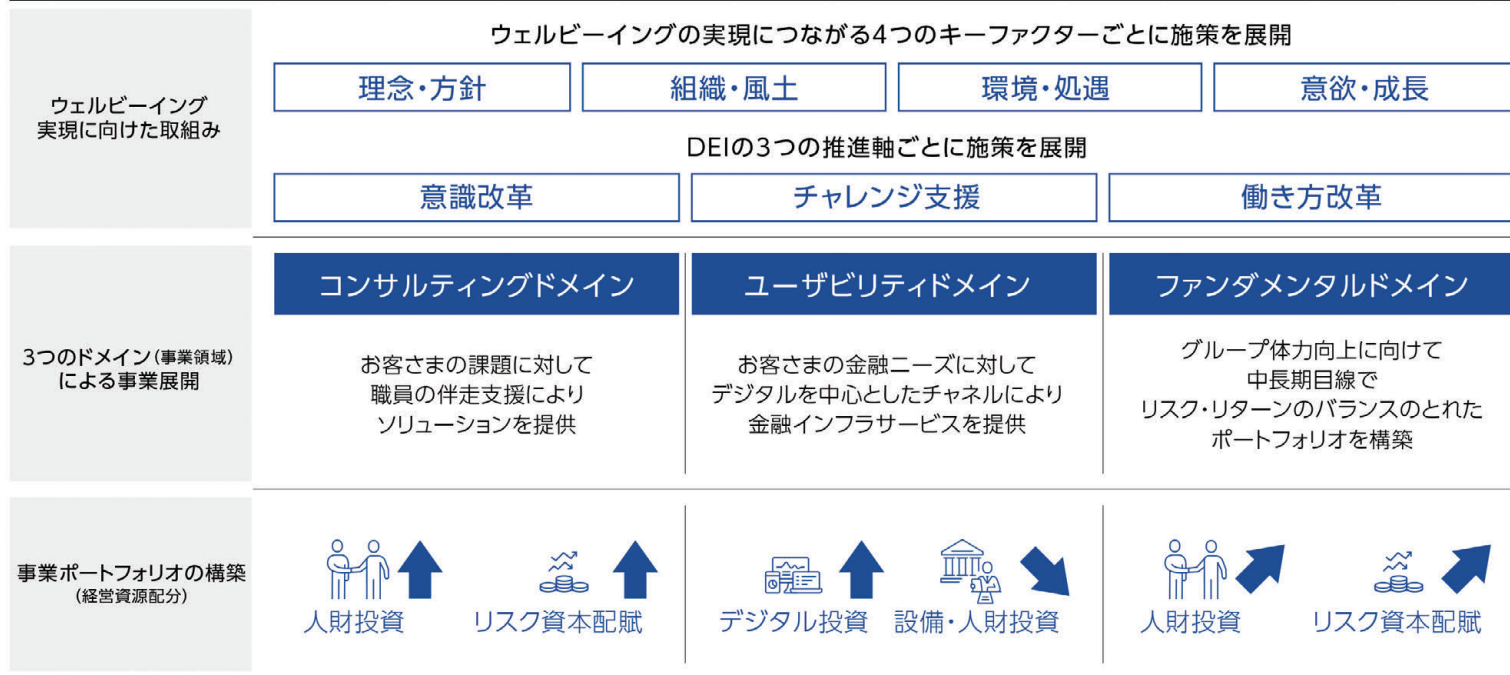 ウェルビーイングの実現につながる4つのキーファクターごとに施策を展開
理念・方針
組織・風土
環境・処遇
意欲・成長
ウェルビーイング
実現に向けた取組み
DEIの3つの推進軸ごとに施策を展開
意識改革
チャレンジ支援
働き方改革
3つのドメイン(事業領域)
による事業展開
コンサルティングドメイン
お客さまの課題に対して
職員の伴走支援により
ソリューションを提供
ユーザビリティドメイン
お客さまの金融ニーズに対して
デジタルを中心としたチャネルにより
金融インフラサービスを提供
ファンダメンタルドメイン
グループ体力向上に向けて
中長期目線で
リスク・リターンのバランスのとれた
ポートフォリオを構築
事業ポートフォリオの構築
(経営資源配分)
人財投資
リスク資本配賦
デジタル投資
設備・人財投資
人財投資
リスク資本配賦